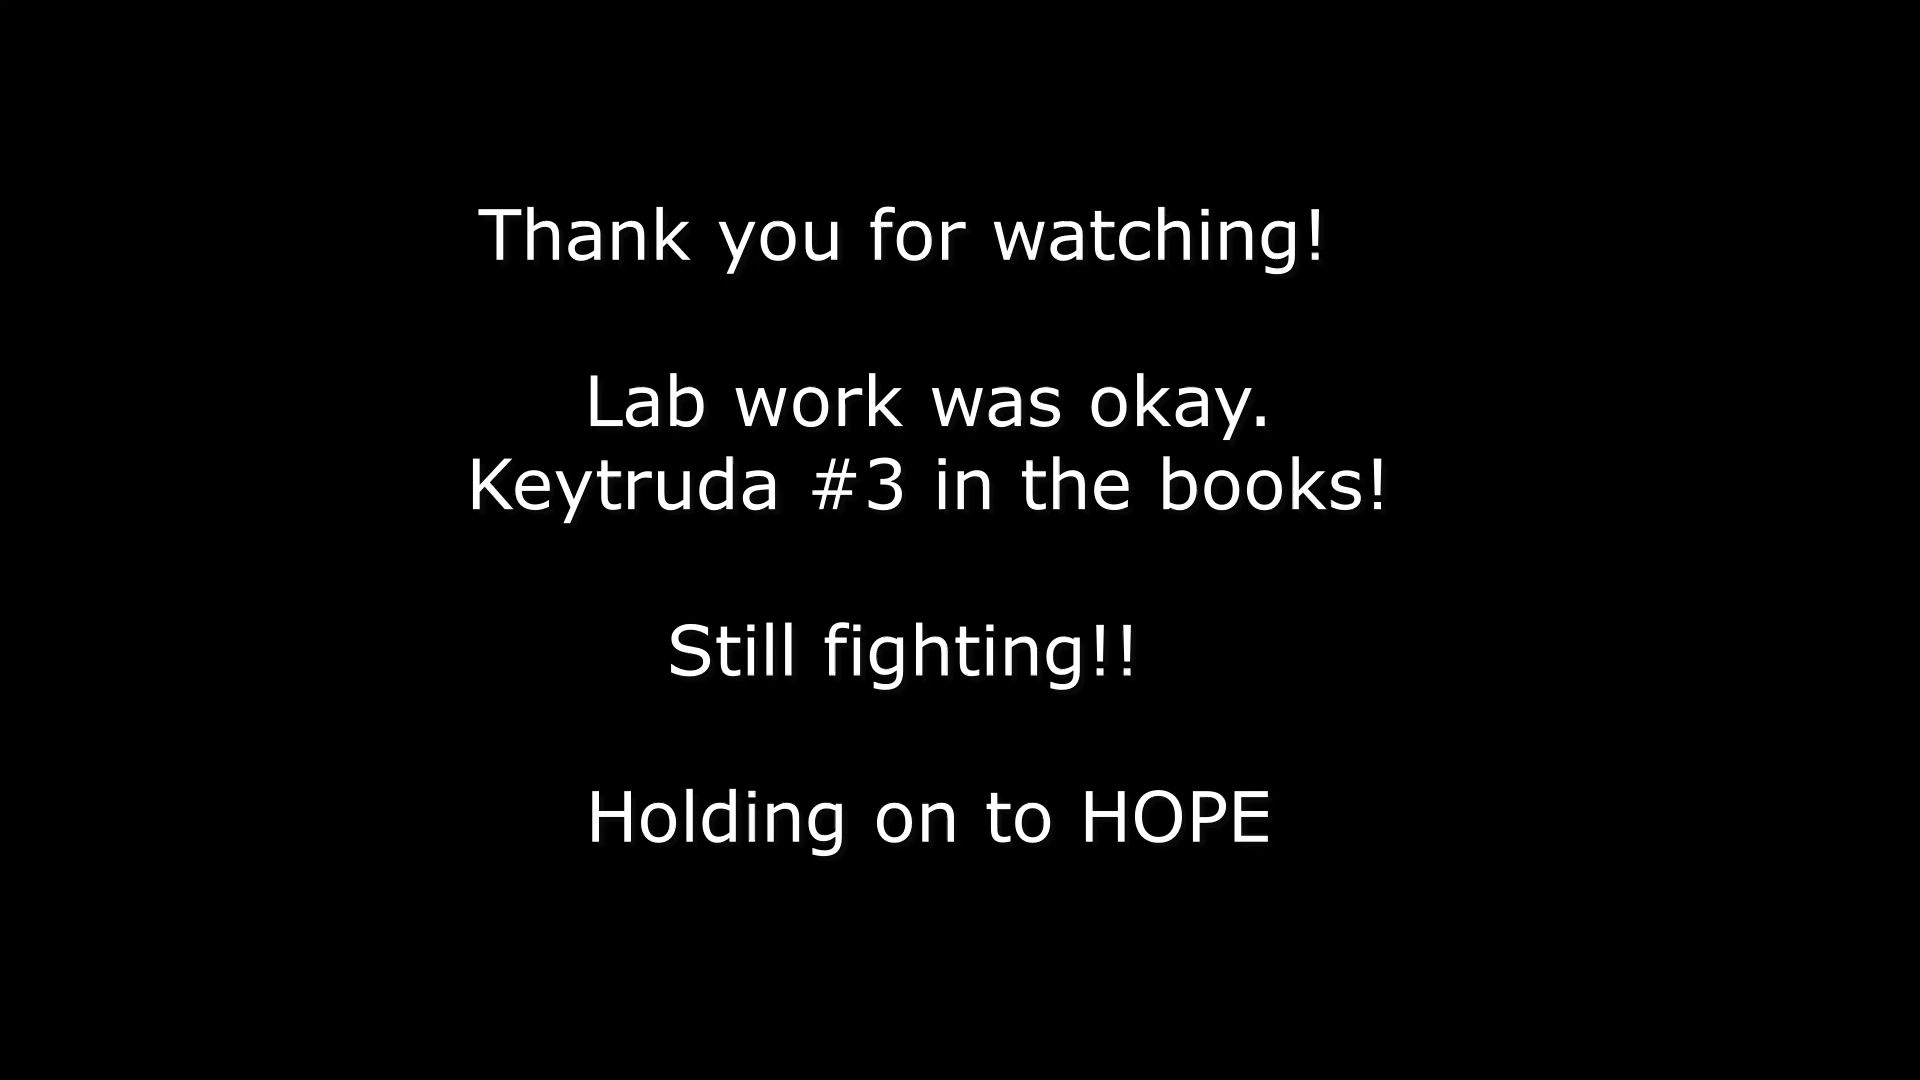 Thank you for watching!
Lab work was okay.
Keytruda #3 in the books!
Still fighting!!
Holding on to HOPE